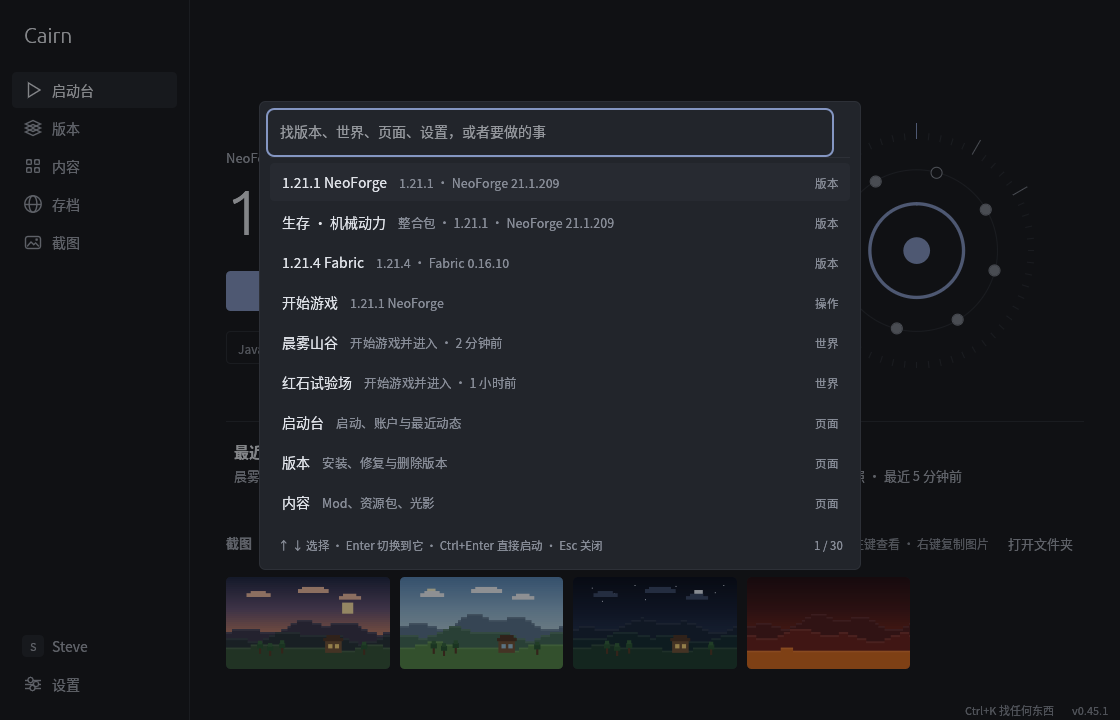 Cairn
启动台
版本
内容
存档
截图
Steve
设置
找版本、世界、页面、设置，或者要做的事
1.21.1 NeoForge 1.21.1 • NeoForge 21.1.209 版本
生存 • 机械动力 整合包 • 1.21.1 • NeoForge 21.1.209 版本
1.21.4 Fabric 1.21.4 • Fabric 0.16.10 版本
开始游戏 1.21.1 NeoForge 操作
晨雾山谷 开始游戏并进入 • 2 分钟前 世界
红石试验场 开始游戏并进入 • 1 小时前 世界
启动台 启动、账户与最近动态 页面
版本 安装、修复与删除版本 页面
内容 Mod、资源包、光影 页面
↑ ↓ 选择 • Enter 切换到它 • Ctrl+Enter 直接启动 • Esc 关闭 1 / 30
1
Java
最近
晨雾
• 最近 5 分钟前
截图
键查看 • 右键复制图片 打开文件夹
S
Ctrl+K 找任何东西 v0.45.1